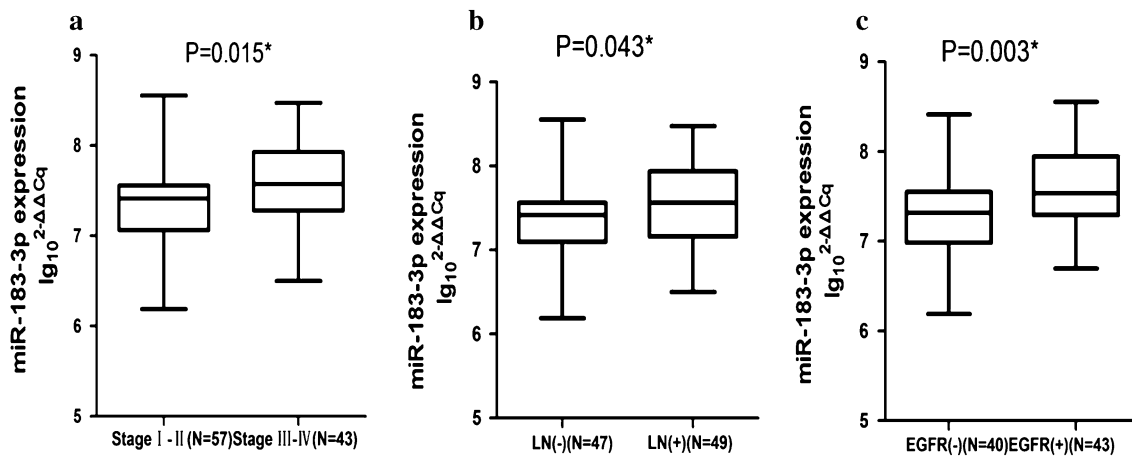 a
P=0.015*
miR-183-3p expression
lg10 2-ΔΔCq
9
8
7
6
5
Stage Ⅰ-Ⅱ(N=57) Stage Ⅲ-Ⅳ(N=43)
b
P=0.043*
miR-183-3p expression
lg10 2-ΔΔCq
9
8
7
6
5
LN(-)(N=47) LN(+)(N=49)
c
P=0.003*
miR-183-3p expression
lg10 2-ΔΔCq
9
8
7
6
5
EGFR(-)(N=40)EGFR(+)(N=43)